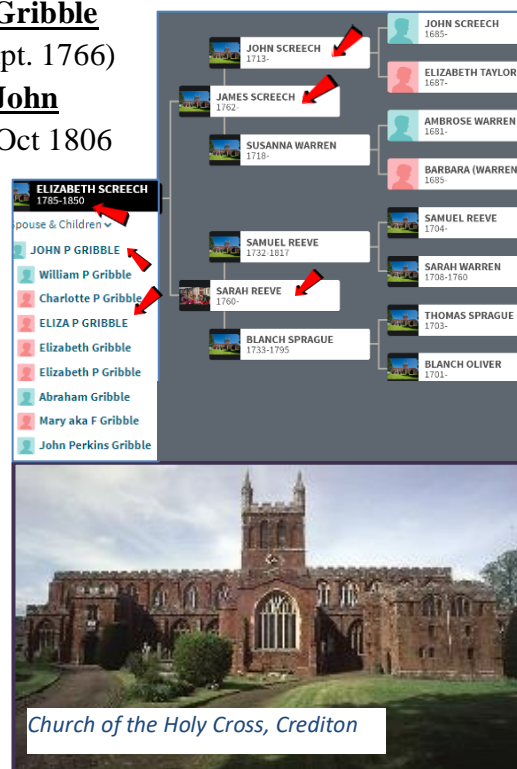 Gribble
pt. 1766)
John
Oct 1806
JOHN SCREECH
1685-
JOHN SCREECH
1713-
ELIZABETH TAYLOR
1687-
JAMES SCREECH
1762-
AMBROSE WARREN
1681-
SUSANNA WARREN
1718-
BARBARA (WARREN
1685-
ELIZABETH SCREECH
1785-1850
Spouse & Children
JOHN P GRIBBLE
William P Gribble
Charlotte P Gribble
ELIZA P GRIBBLE
Elizabeth Gribble
Elizabeth P Gribble
Abraham Gribble
Mary aka F Gribble
John Perkins Gribble
SAMUEL REEVE
1704-
SAMUEL REEVE
1732-1817
SARAH WARREN
1708-1760
SARAH REEVE
1760-
THOMAS SPRAGUE
1703-
BLANCH SPRAGUE
1733-1795
BLANCH OLIVER
1701-
Church of the Holy Cross, Crediton